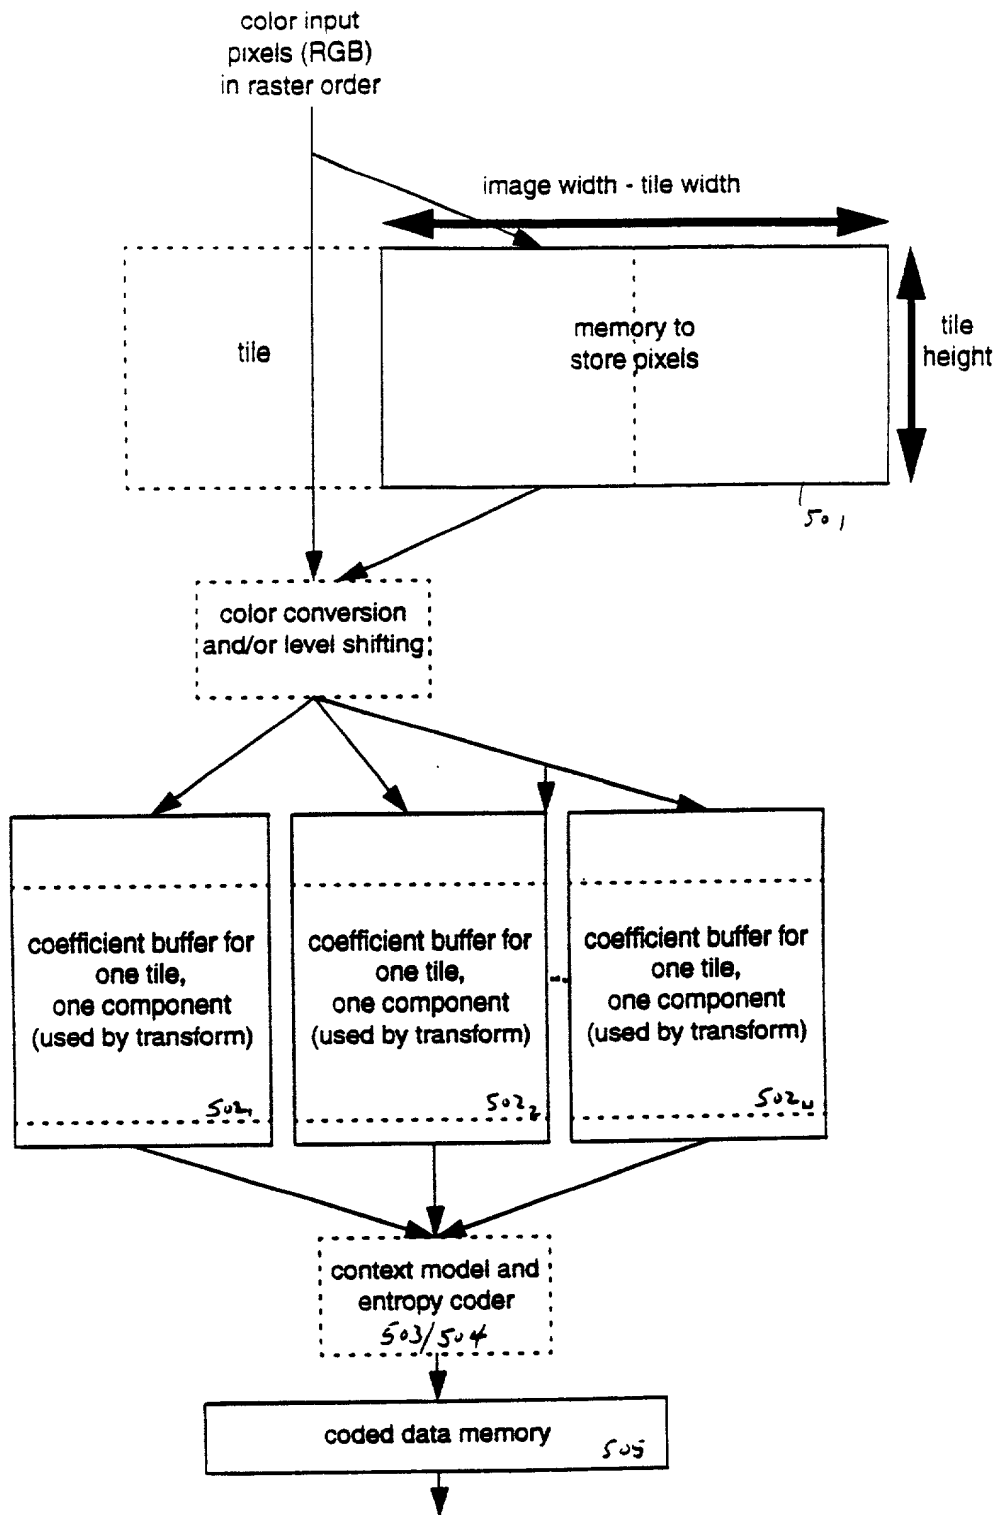 color input
pixels (RGB)
in raster order
image width - tile width
tile
memory to
store pixels
tile
height
501
color conversion
and/or level shifting
coefficient buffer for
one tile,
one component
(used by transform)
502₁
coefficient buffer for
one tile,
one component
(used by transform)
502₂
...
coefficient buffer for
one tile,
one component
(used by transform)
502ₙ
context model and
entropy coder
503/504
coded data memory
505